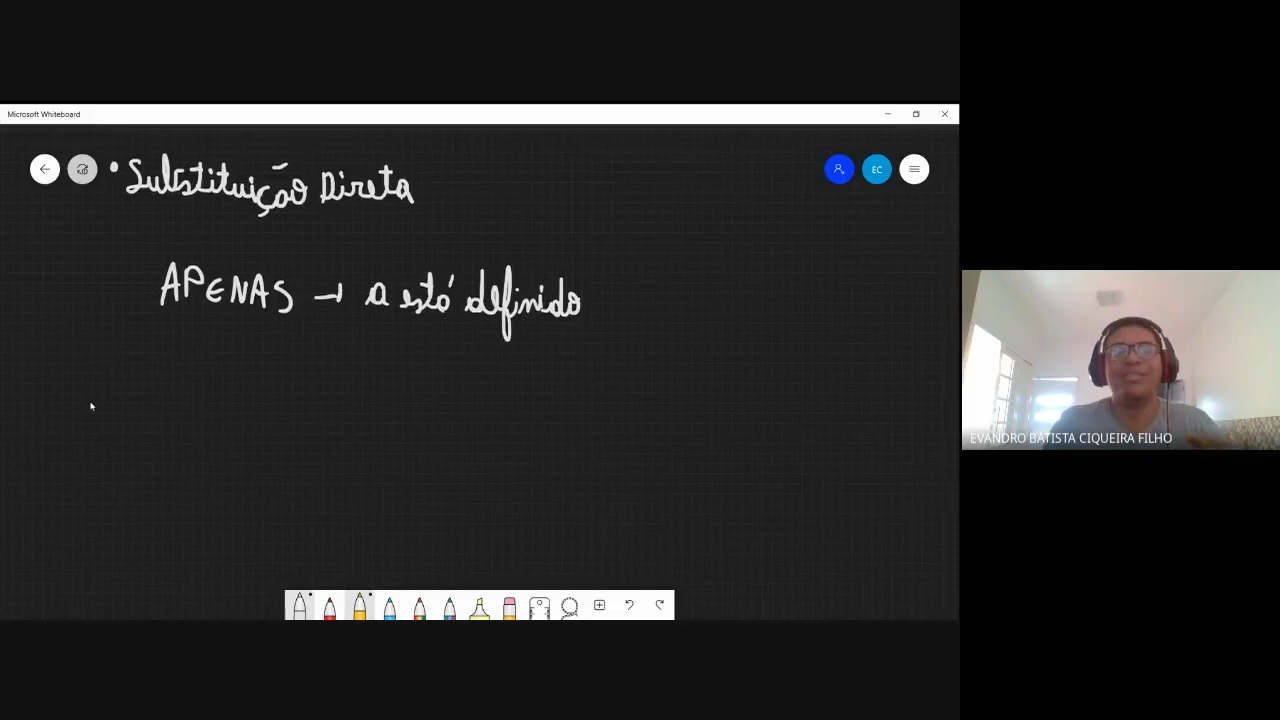 Microsoft Whiteboard
• Substituição Direta
EC
APENAS → a está definido
EVANDRO BATISTA CIQUEIRA FILHO